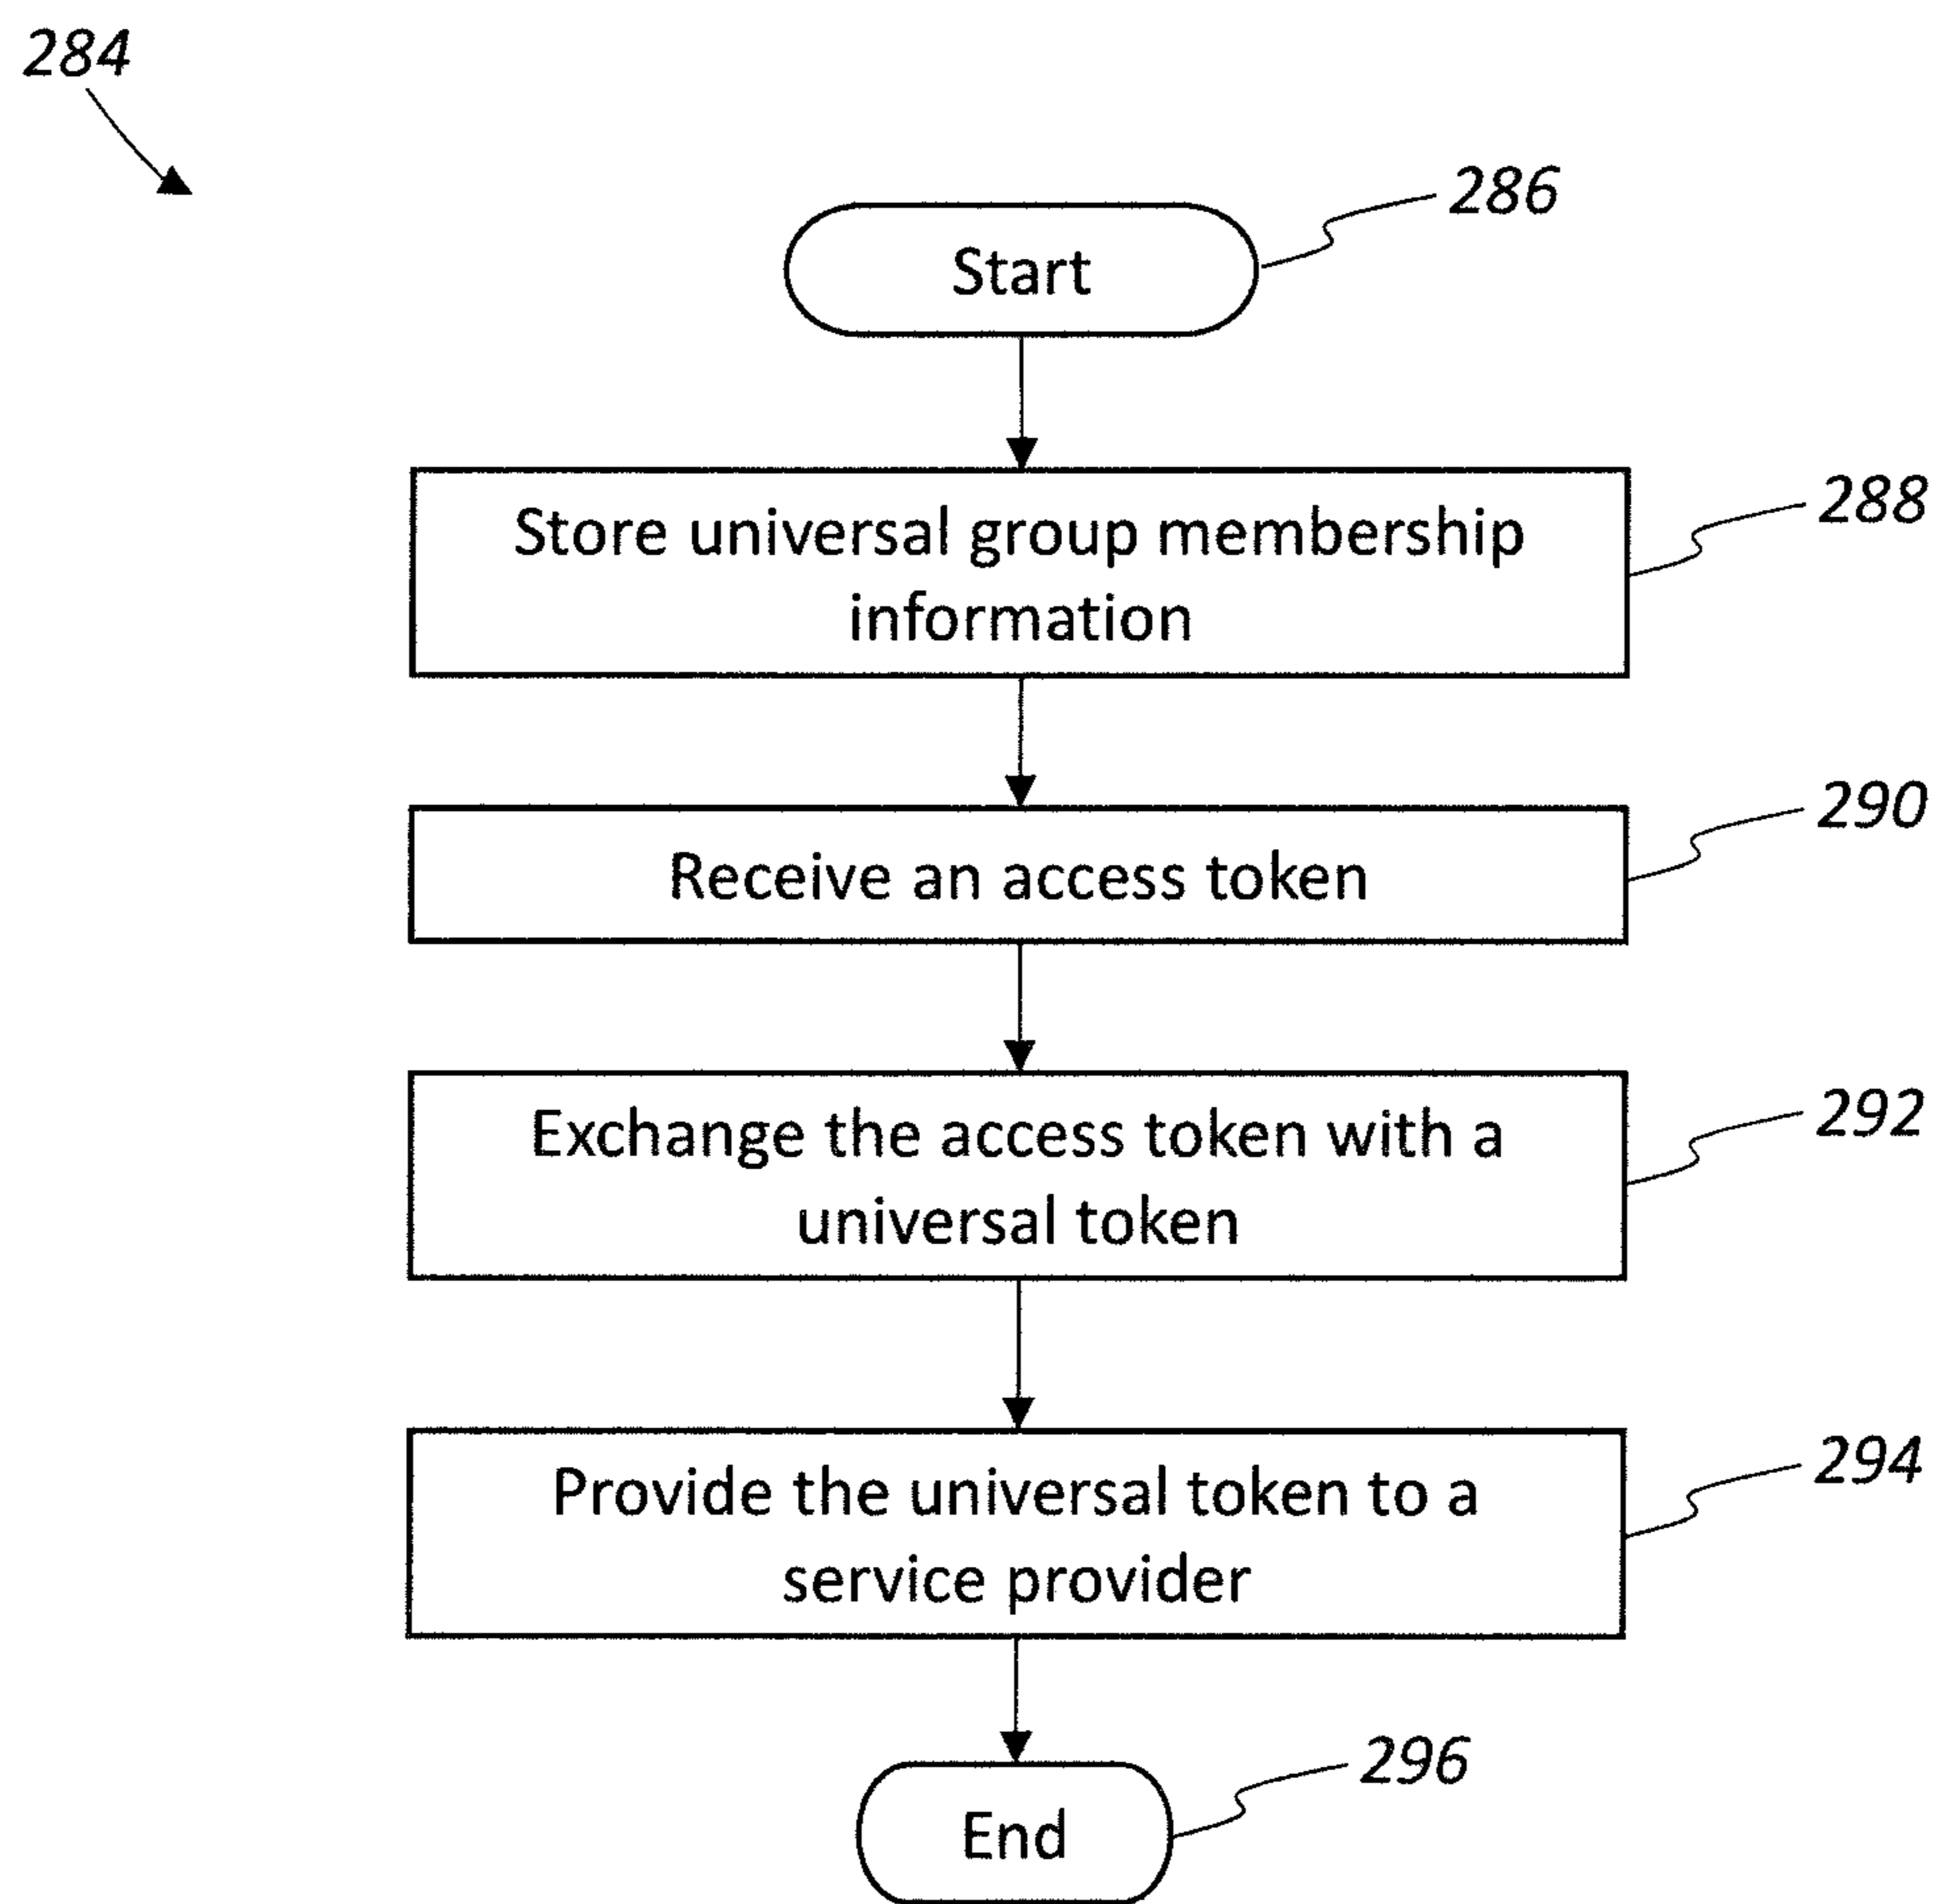 284
286
Start
288
Store universal group membership
information
290
Receive an access token
292
Exchange the access token with a
universal token
294
Provide the universal token to a
service provider
296
End